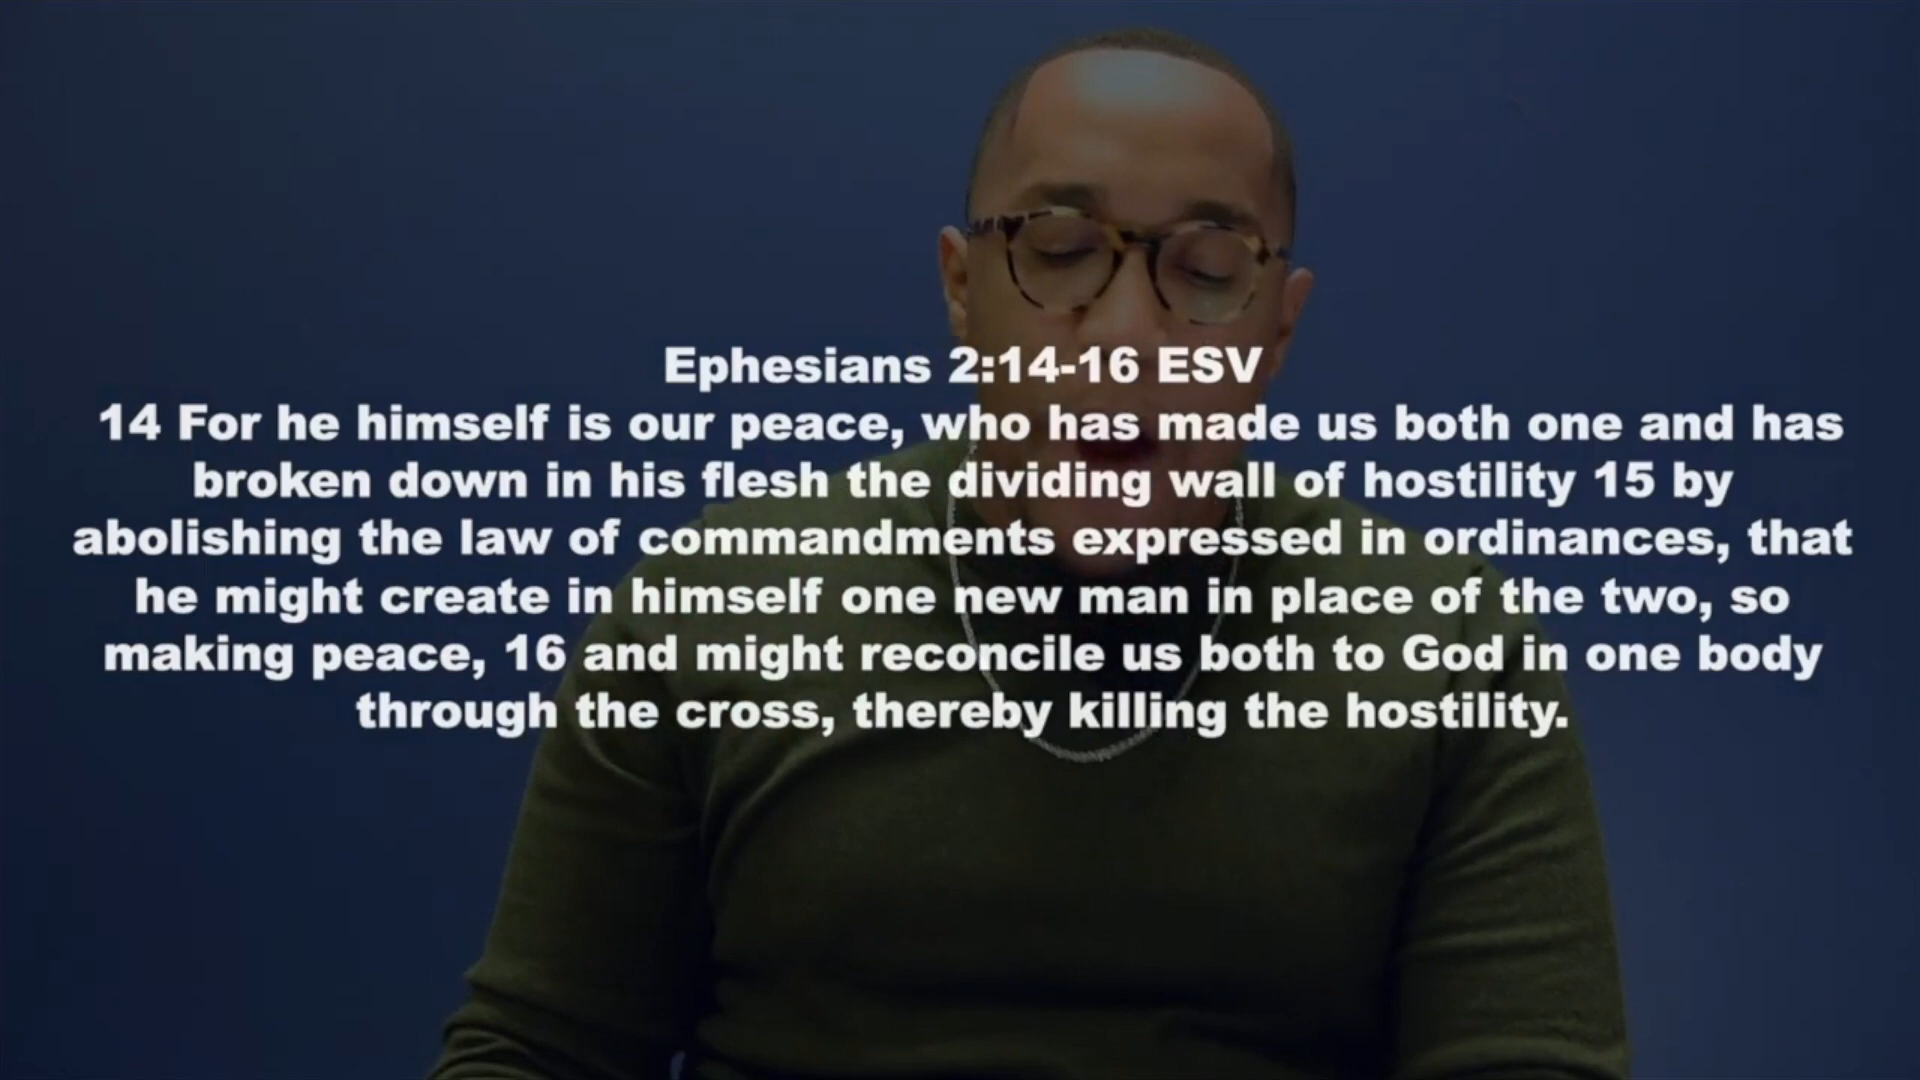 Ephesians 2:14-16 ESV
14 For he himself is our peace, who has made us both one and has
broken down in his flesh the dividing wall of hostility 15 by
abolishing the law of commandments expressed in ordinances, that
he might create in himself one new man in place of the two, so
making peace, 16 and might reconcile us both to God in one body
through the cross, thereby killing the hostility.